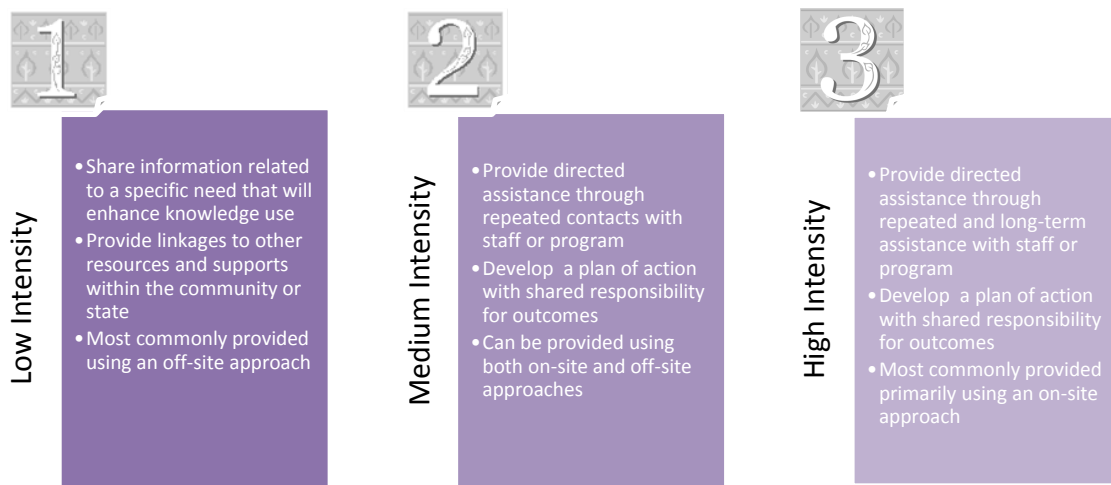 1
Low Intensity
•Share information related
to a specific need that will
enhance knowledge use
•Provide linkages to other
resources and supports
within the community or
state
•Most commonly provided
using an off-site approach
2
Medium Intensity
•Provide directed
assistance through
repeated contacts with
staff or program
•Develop a plan of action
with shared responsibility
for outcomes
•Can be provided using
both on-site and off-site
approaches
3
High Intensity
•Provide directed
assistance through
repeated and long-term
assistance with staff or
program
•Develop a plan of action
with shared responsibility
for outcomes
•Most commonly provided
primarily using an on-site
approach